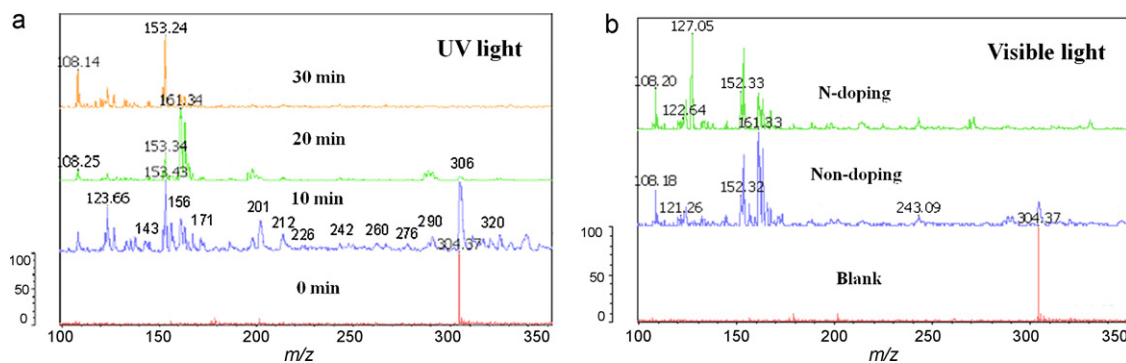 a
153.24
UV light
108.14
30 min
161.34
20 min
153.34
108.25
153.43
306
10 min
123.66
156
143
171
201
212
226
242
260
276
290
304.37
320
100
50
0
0 min
100 150 200 250 300 350
m/z
b
127.05
Visible light
108.20
152.33
N-doping
122.64
161.33
Non-doping
108.18
152.32
121.26
243.09
304.37
100
50
0
Blank
100 150 200 250 300 350
m/z